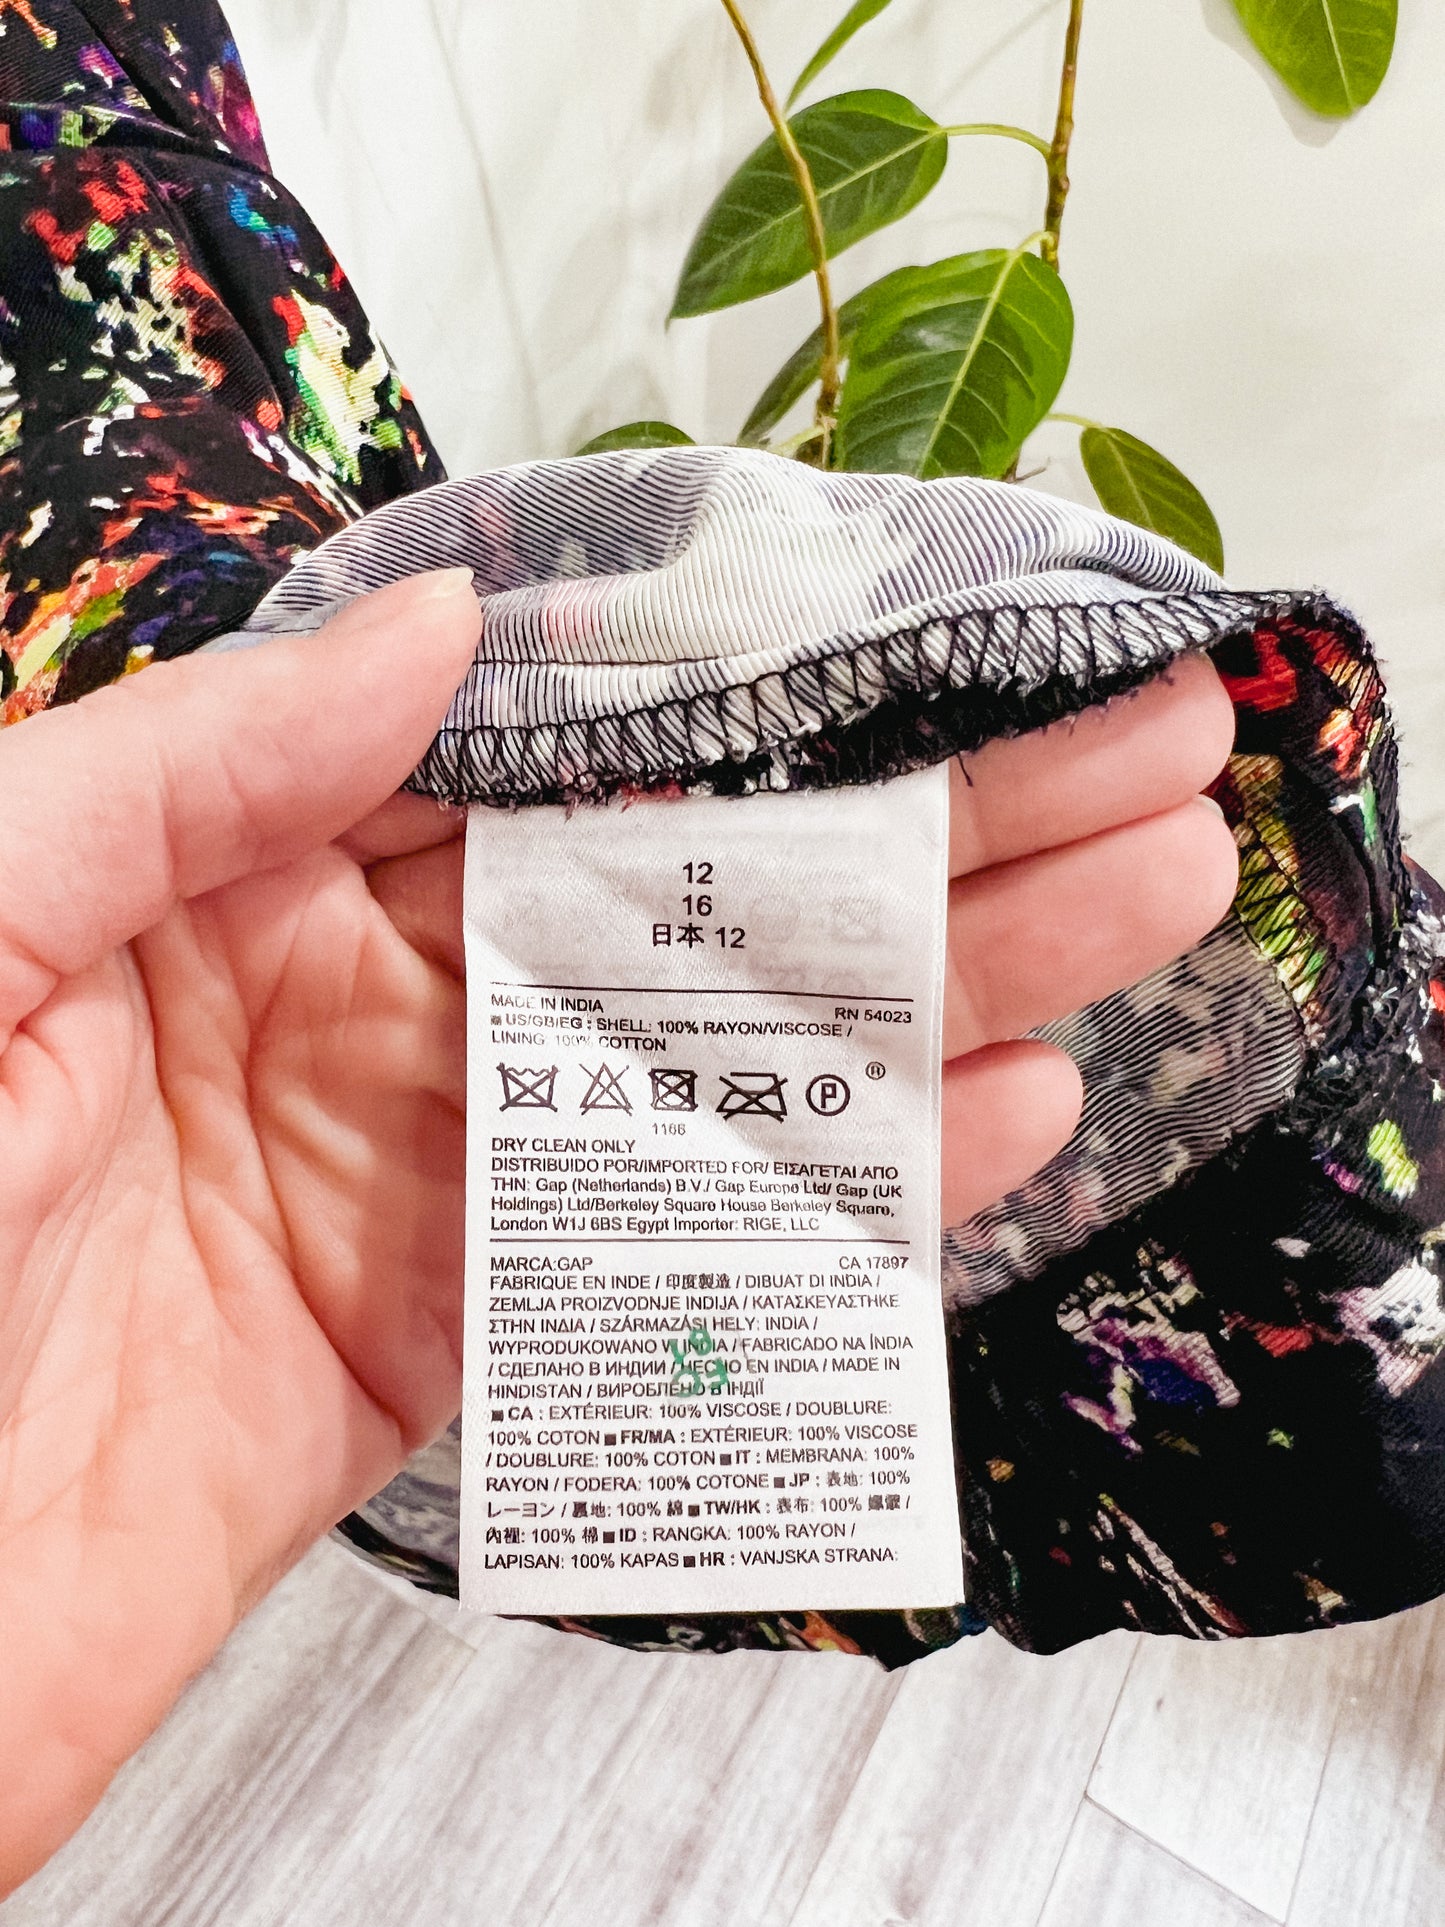 12
16
日本 12
MADE IN INDIA RN 54023
US/GB/EG : SHELL: 100% RAYON/VISCOSE /
LINING: 100% COTTON
P ®
1166
DRY CLEAN ONLY
DISTRIBUIDO POR/IMPORTED FOR/ ΕΙΣΑΓΕΤΑΙ ΑΠΟ
ΤΗΝ: Gap (Netherlands) B.V./ Gap Europe Ltd/ Gap (UK
Holdings) Ltd/Berkeley Square House Berkeley Square,
London W1J 6BS Egypt Importer: RIGE, LLC
MARCA:GAP CA 17897
FABRIQUE EN INDE / 印度製造 / DIBUAT DI INDIA /
ZEMLJA PROIZVODNJE INDIJA / ΚΑΤΑΣΚΕΥΑΣΤΗΚΕ
ΣΤΗΝ ΙΝΔΙΑ / SZÁRMAZÁSI HELY: INDIA /
WYPRODUKOWANO W INDIA / FABRICADO NA ÍNDIA
/ СДЕЛАНО В ИНДИИ / HECHO EN INDIA / MADE IN
HINDISTAN / ВИРОБЛЕНО В ІНДІЇ
CA : EXTÉRIEUR: 100% VISCOSE / DOUBLURE:
100% COTON ■ FR/MA : EXTÉRIEUR: 100% VISCOSE
/ DOUBLURE: 100% COTON ■ IT : MEMBRANA: 100%
RAYON / FODERA: 100% COTONE ■ JP : 表地: 100%
レーヨン / 裏地: 100% 綿 ■ TW/HK : 表布: 100% 嫘縈 /
內裡: 100% 棉 ■ ID : RANGKA: 100% RAYON /
LAPISAN: 100% KAPAS ■ HR : VANJSKA STRANA: